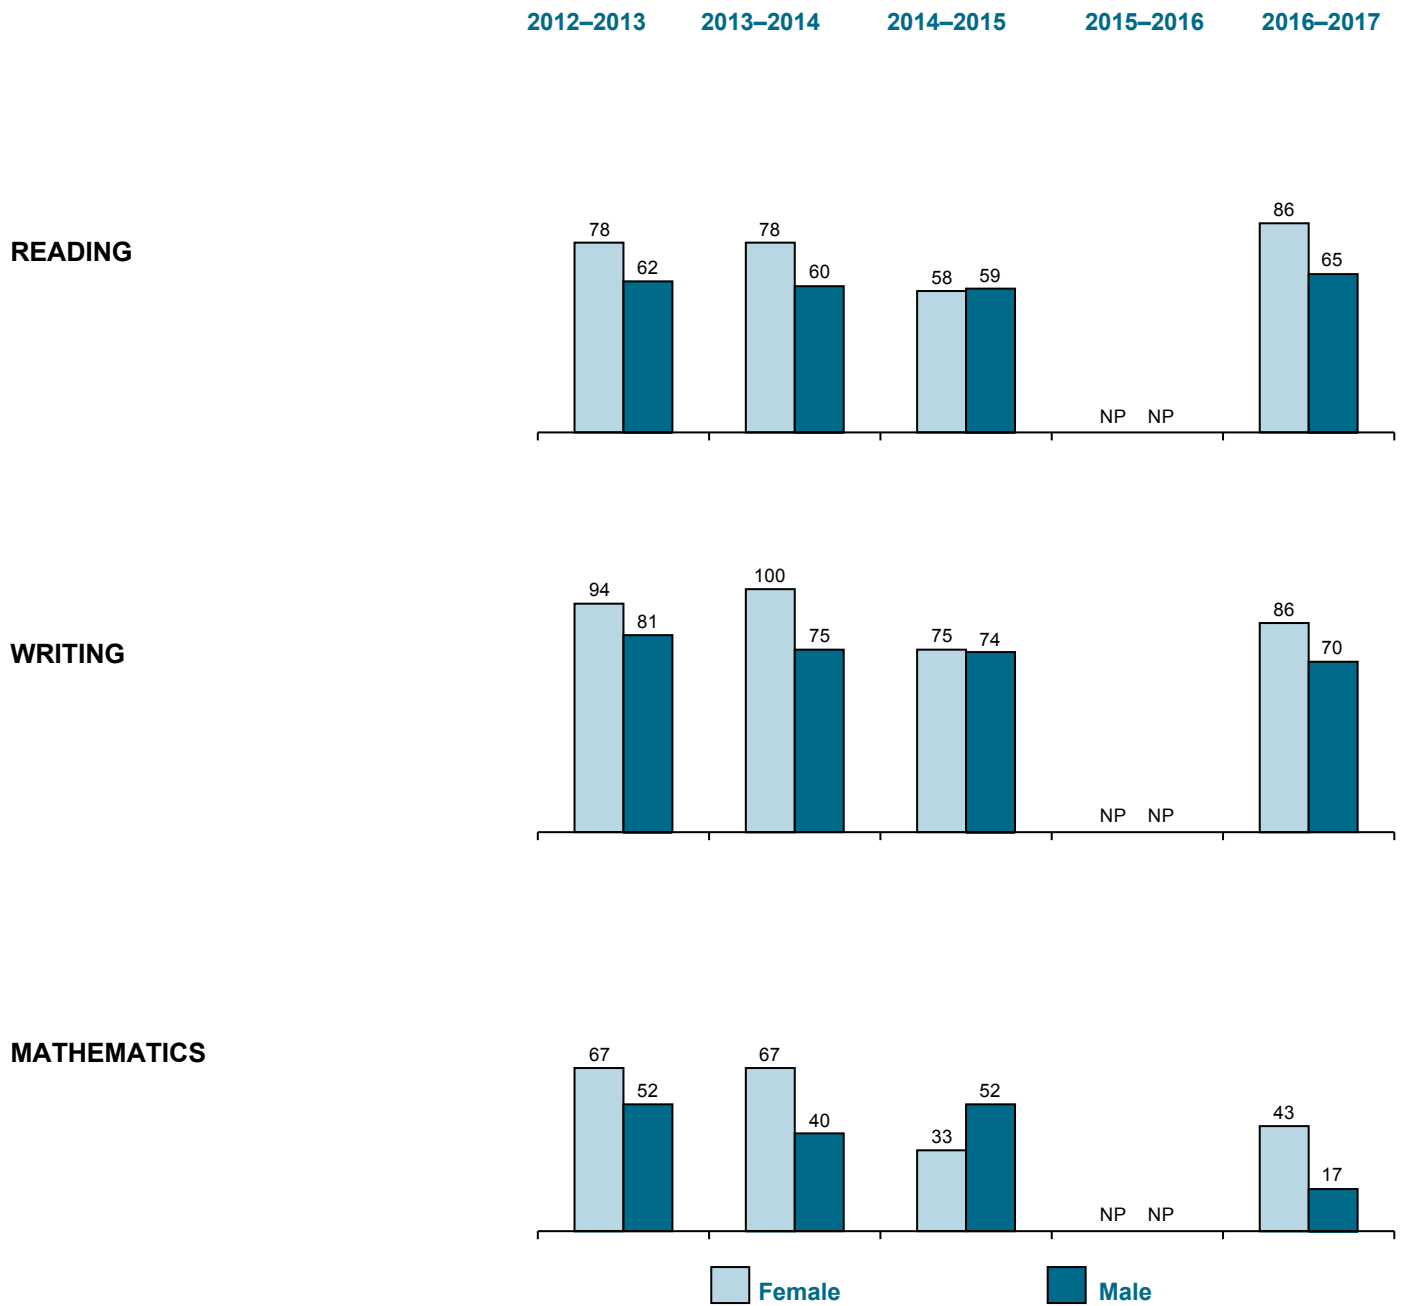 2012–2013 2013–2014 2014–2015 2015–2016 2016–2017
READING
78 62 78 60 58 59 NP NP 86 65
WRITING
94 81 100 75 75 74 NP NP 86 70
MATHEMATICS
67 52 67 40 33 52 NP NP 43 17
Female Male